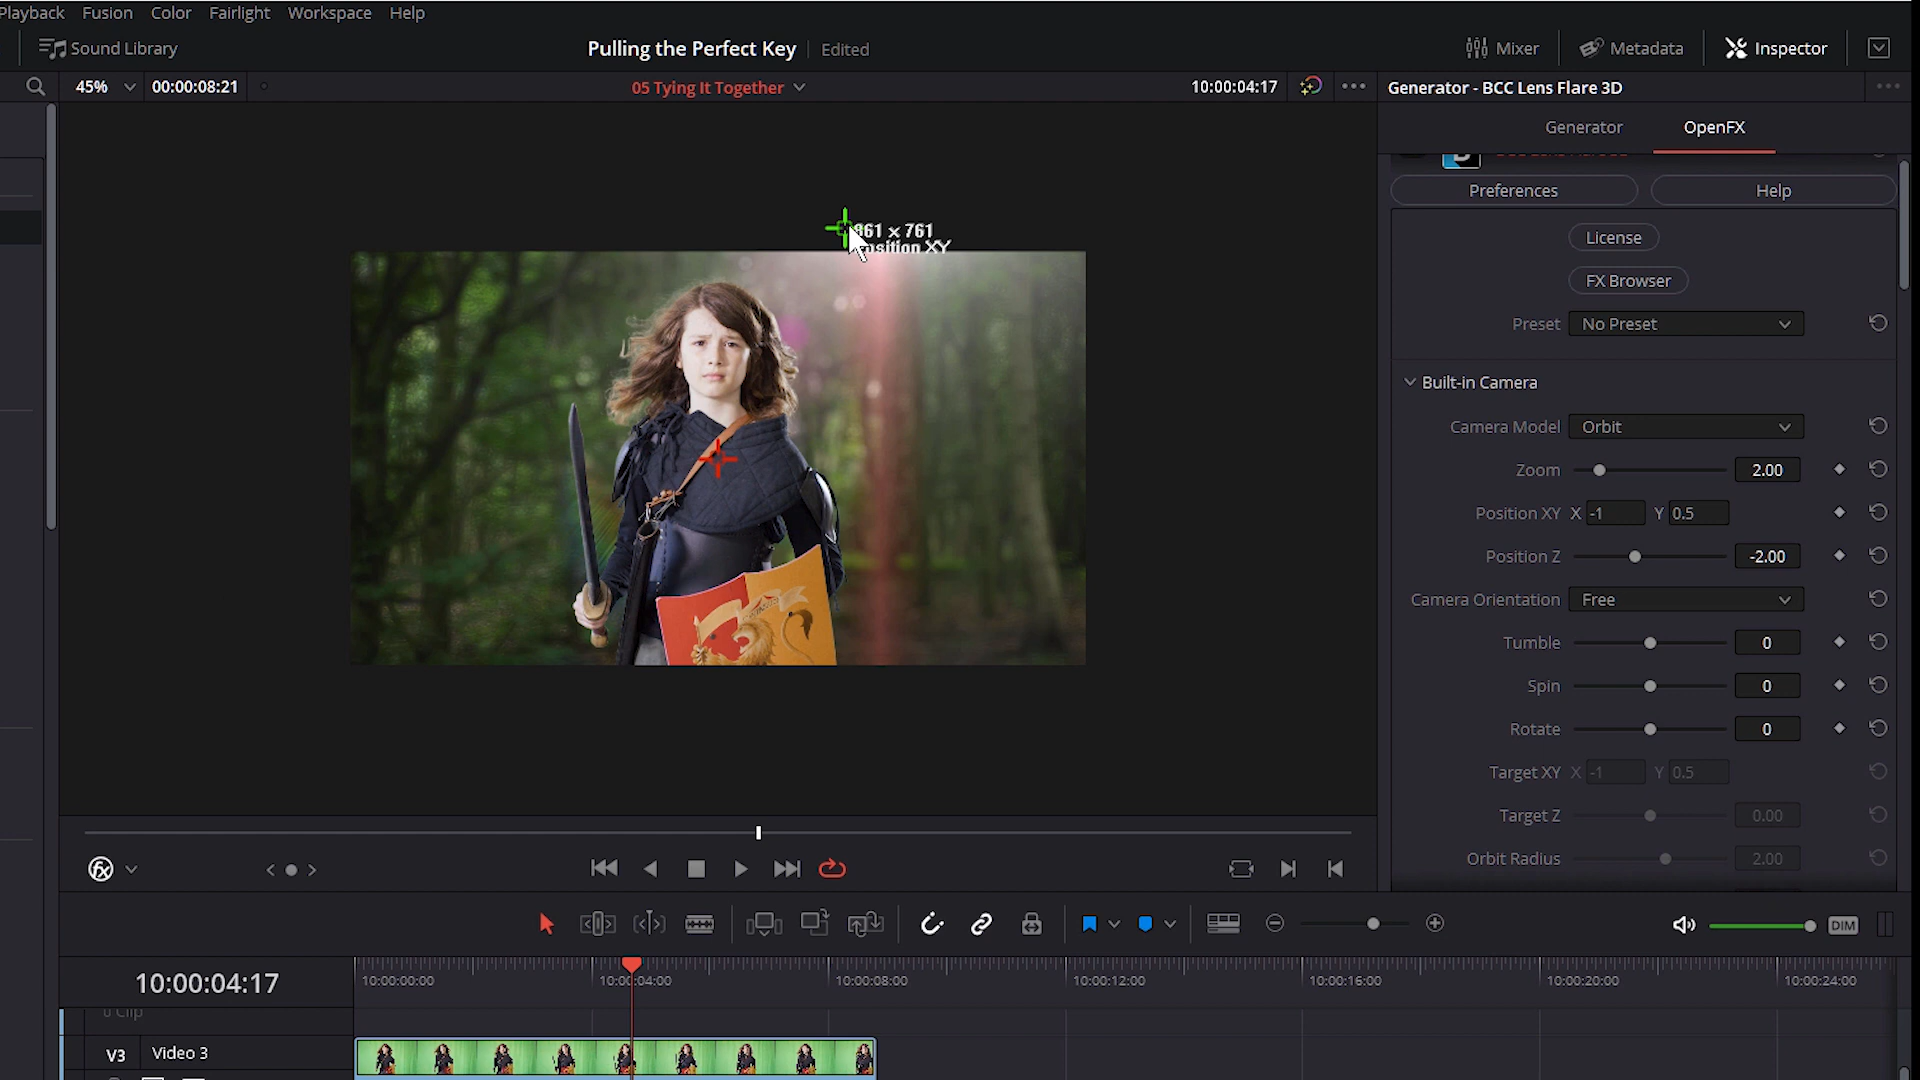 Playback Fusion Color Fairlight Workspace Help
Sound Library
Pulling the Perfect Key Edited
Mixer Metadata Inspector
45% 00:00:08:21
05 Tying It Together
10:00:04:17
Generator - BCC Lens Flare 3D
Generator OpenFX
Preferences Help
License
FX Browser
Preset No Preset
Built-in Camera
Camera Model Orbit
Zoom 2.00
Position XY X -1 Y 0.5
Position Z -2.00
Camera Orientation Free
Tumble 0
Spin 0
Rotate 0
Target XY X -1 Y 0.5
Target Z 0.00
Orbit Radius 2.00
61 x 761
XY
fx
DIM
10:00:04:17
10:00:00:00 10:00:04:00 10:00:08:00 10:00:12:00 10:00:16:00 10:00:20:00 10:00:24:00
V3 Video 3